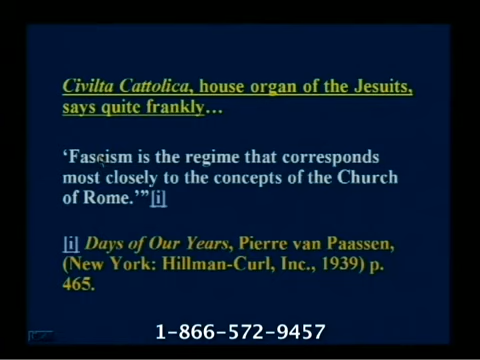 Civilta Cattolica, house organ of the Jesuits,
says quite frankly…
‘Fascism is the regime that corresponds
most closely to the concepts of the Church
of Rome.’”[i]
[i] Days of Our Years, Pierre van Paassen,
(New York: Hillman-Curl, Inc., 1939) p.
465.
1-866-572-9457